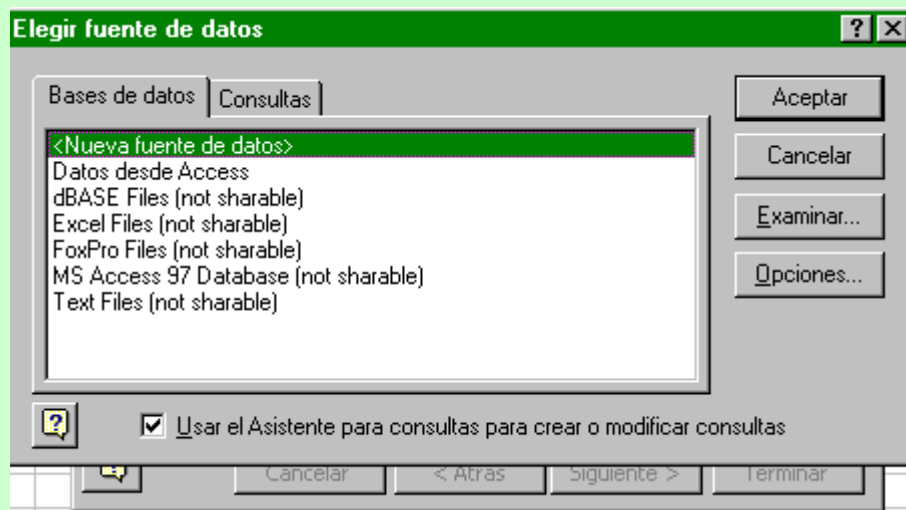 Elegir fuente de datos
Bases de datos
Consultas
<Nueva fuente de datos>
Datos desde Access
dBASE Files (not sharable)
Excel Files (not sharable)
FoxPro Files (not sharable)
MS Access 97 Database (not sharable)
Text Files (not sharable)
Aceptar
Cancelar
Examinar...
Opciones...
Usar el Asistente para consultas para crear o modificar consultas
Cancelar
< Atrás
Siguiente >
Terminar